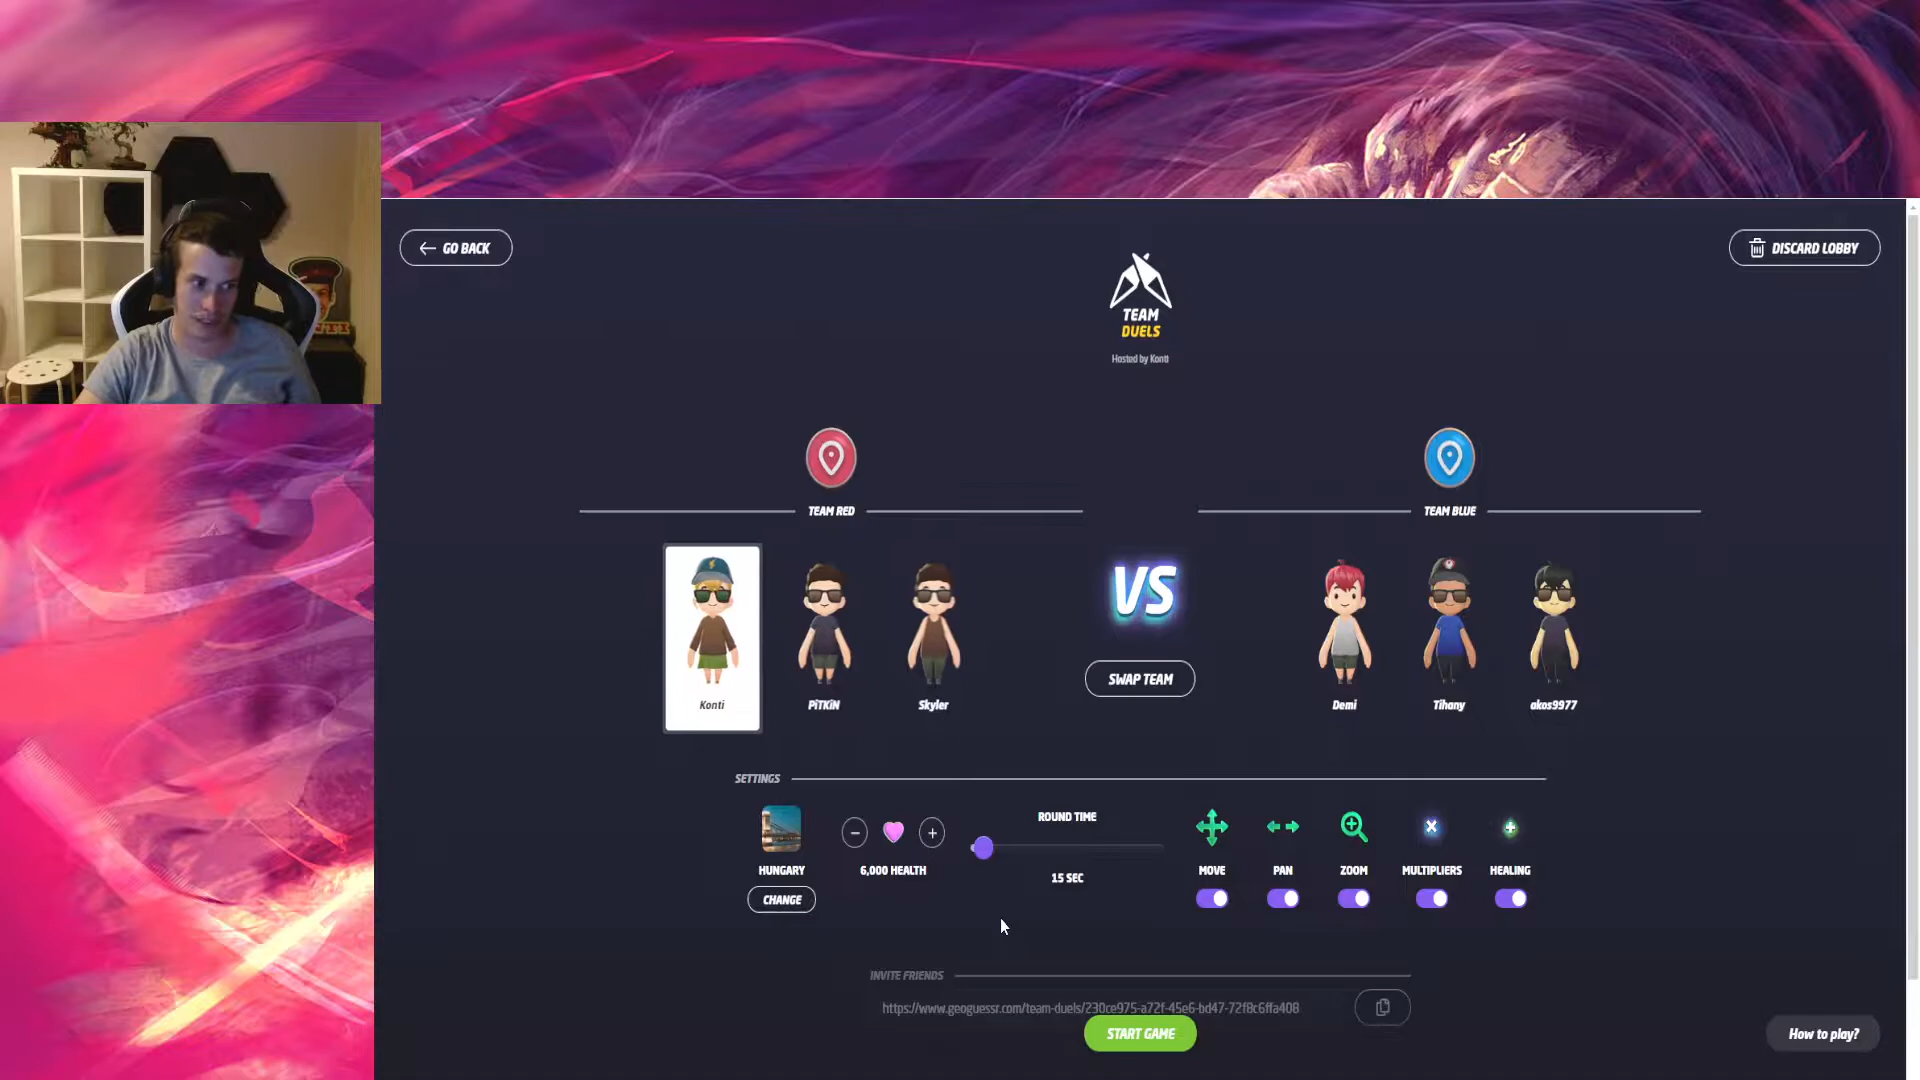 GO BACK
DISCARD LOBBY
TEAM
DUELS
Hosted by Konti
TEAM RED
TEAM BLUE
VS
SWAP TEAM
Konti
PiTKiN
Skyler
Demi
Tihany
akos9977
SETTINGS
HUNGARY
CHANGE
6,000 HEALTH
ROUND TIME
15 SEC
MOVE
PAN
ZOOM
MULTIPLIERS
HEALING
INVITE FRIENDS
https://www.geoguessr.com/team-duels/230ce975-a72f-45e6-bd47-72f8c6ffa408
START GAME
How to play?